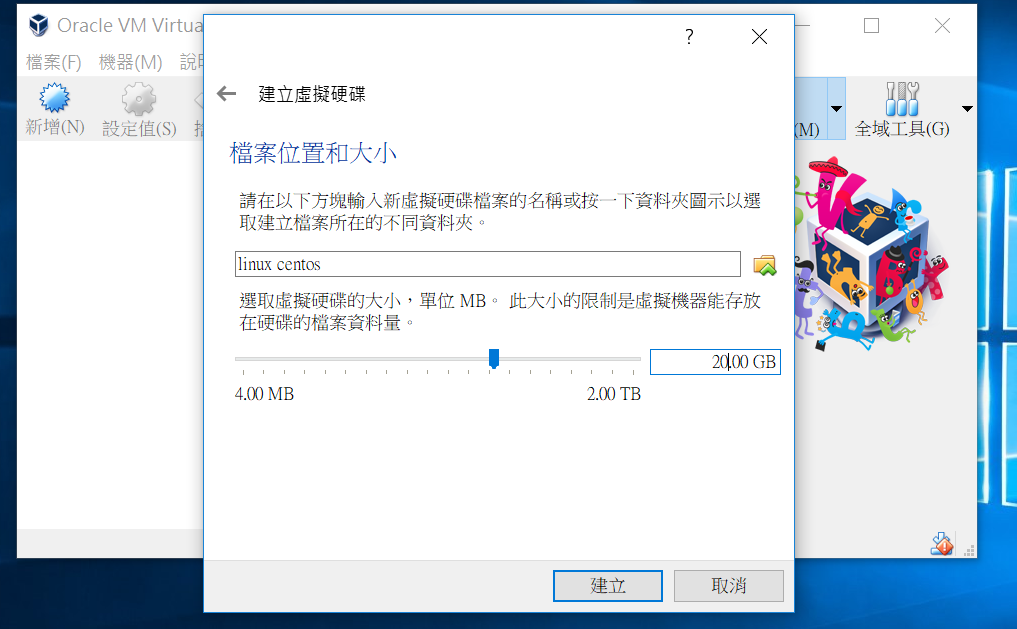 Oracle VM Virtua
?
檔案(F) 機器(M)
建立虛擬硬碟
新增(N) 設定值(S)
(M) 全域工具(G)
檔案位置和大小
請在以下方塊輸入新虛擬硬碟檔案的名稱或按一下資料夾圖示以選
取建立檔案所在的不同資料夾。
linux centos
選取虛擬硬碟的大小，單位 MB。 此大小的限制是虛擬機器能存放
在硬碟的檔案資料量。
20.00 GB
4.00 MB 2.00 TB
建立 取消